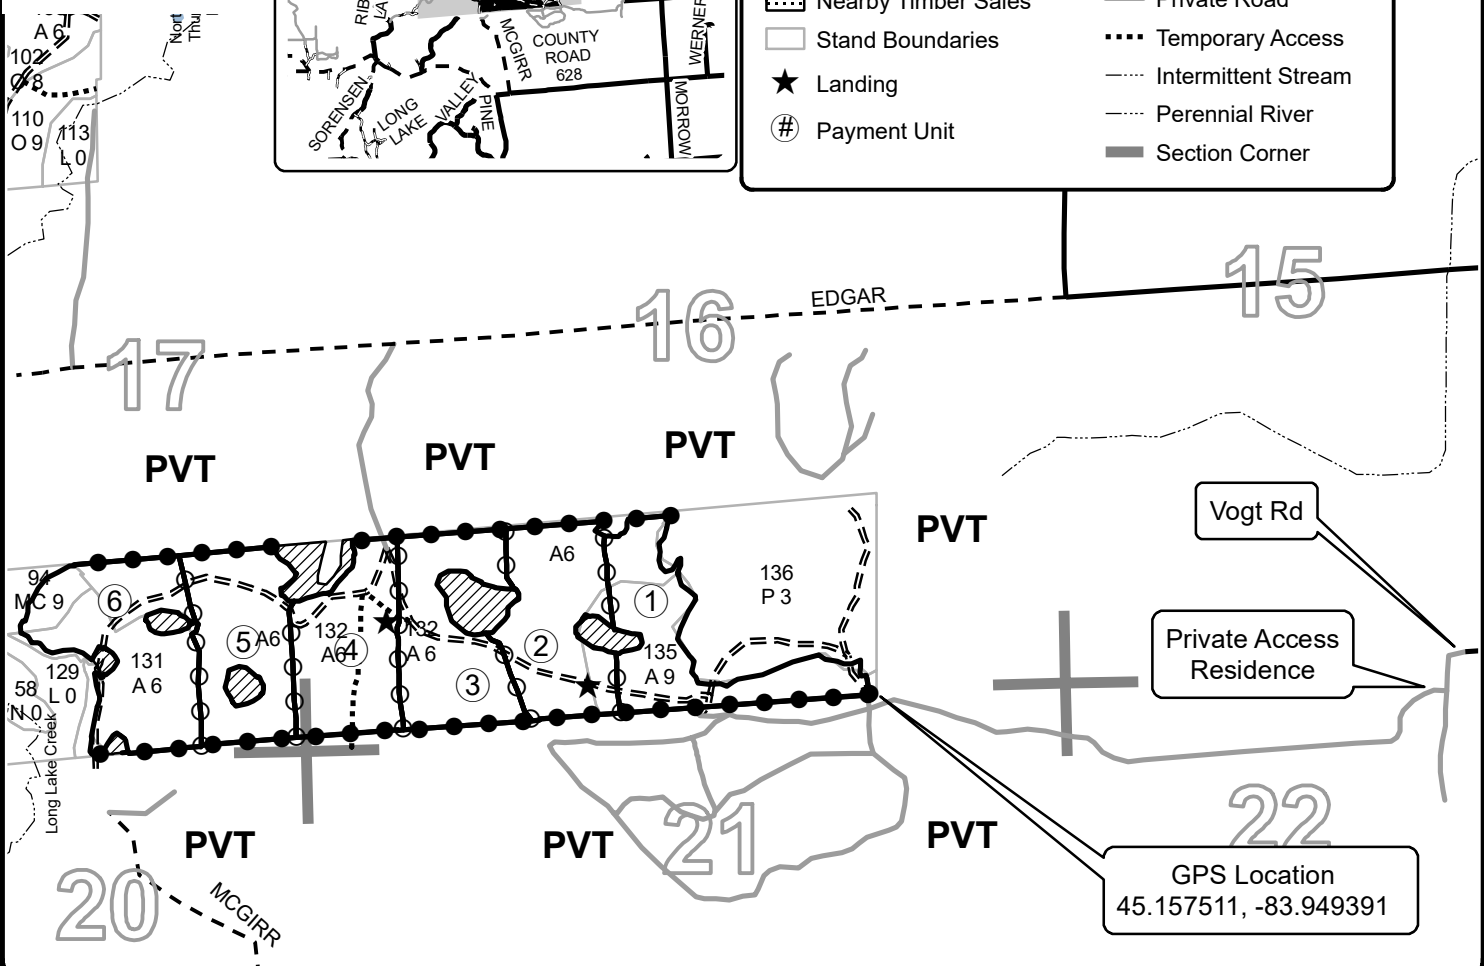 A 6
102
O 8
110
O 9
113
L 0
SORENSEN
LONG
LAKE
VALLEY
PINE
MCGIRR
COUNTY
ROAD
628
WERNER
MORROW
Nearby Timber Sales
Stand Boundaries
Landing
# Payment Unit
Private Road
Temporary Access
Intermittent Stream
Perennial River
Section Corner
EDGAR
15
16
17
PVT
PVT
PVT
PVT
Vogt Rd
Private Access
Residence
94
MC 9
6
131
A 6
129
L 0
58
N 0
5
A6
132
A6
4
132
A 6
3
2
A6
1
135
A 9
136
P 3
Long Lake Creek
PVT
PVT
PVT
20
21
22
MCGIRR
GPS Location
45.157511, -83.949391